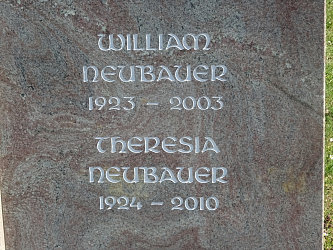 WILLIAM
NEUBAUER
1923 – 2003
THERESIA
NEUBAUER
1924 – 2010